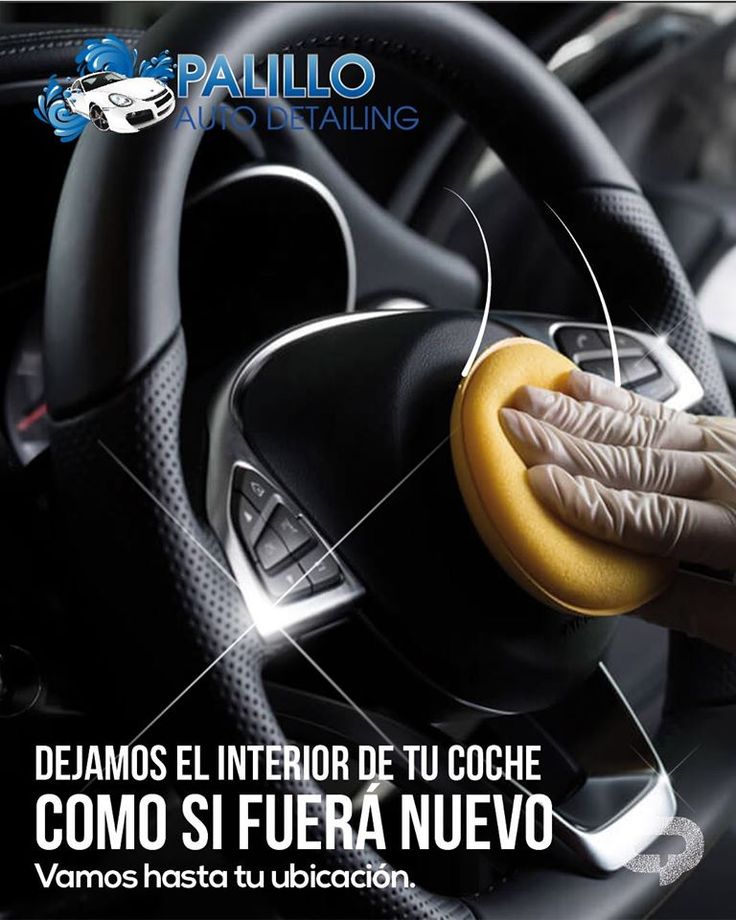 PALILLO
AUTO DETAILING
DEJAMOS EL INTERIOR DE TU COCHE
COMO SI FUERÁ NUEVO
Vamos hasta tu ubicación.